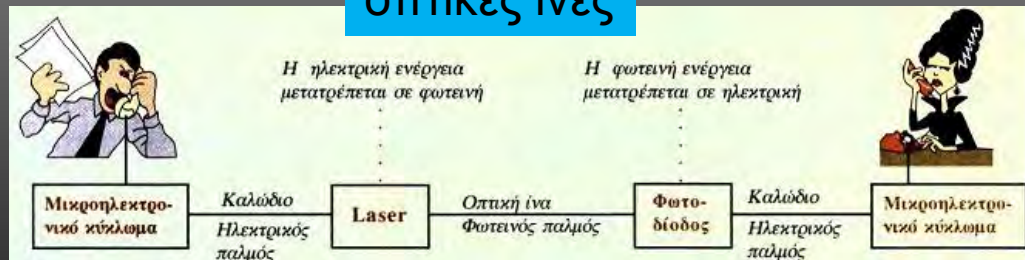 οπτικές ίνες
Η ηλεκτρική ενέργεια
μετατρέπεται σε φωτεινή
Η φωτεινή ενέργεια
μετατρέπεται σε ηλεκτρική
Μικροηλεκτρο-
νικό κύκλωμα
Καλώδιο
Ηλεκτρικός
παλμός
Laser
Οπτική ίνα
Φωτεινός παλμός
Φωτο-
δίοδος
Καλώδιο
Ηλεκτρικός
παλμός
Μικροηλεκτρο-
νικό κύκλωμα